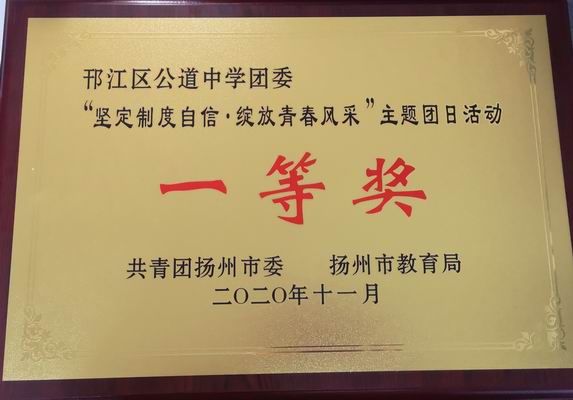 邗江区公道中学团委
“坚定制度自信·绽放青春风采”主题团日活动
一等奖
共青团扬州市委 扬州市教育局
二〇二〇年十一月